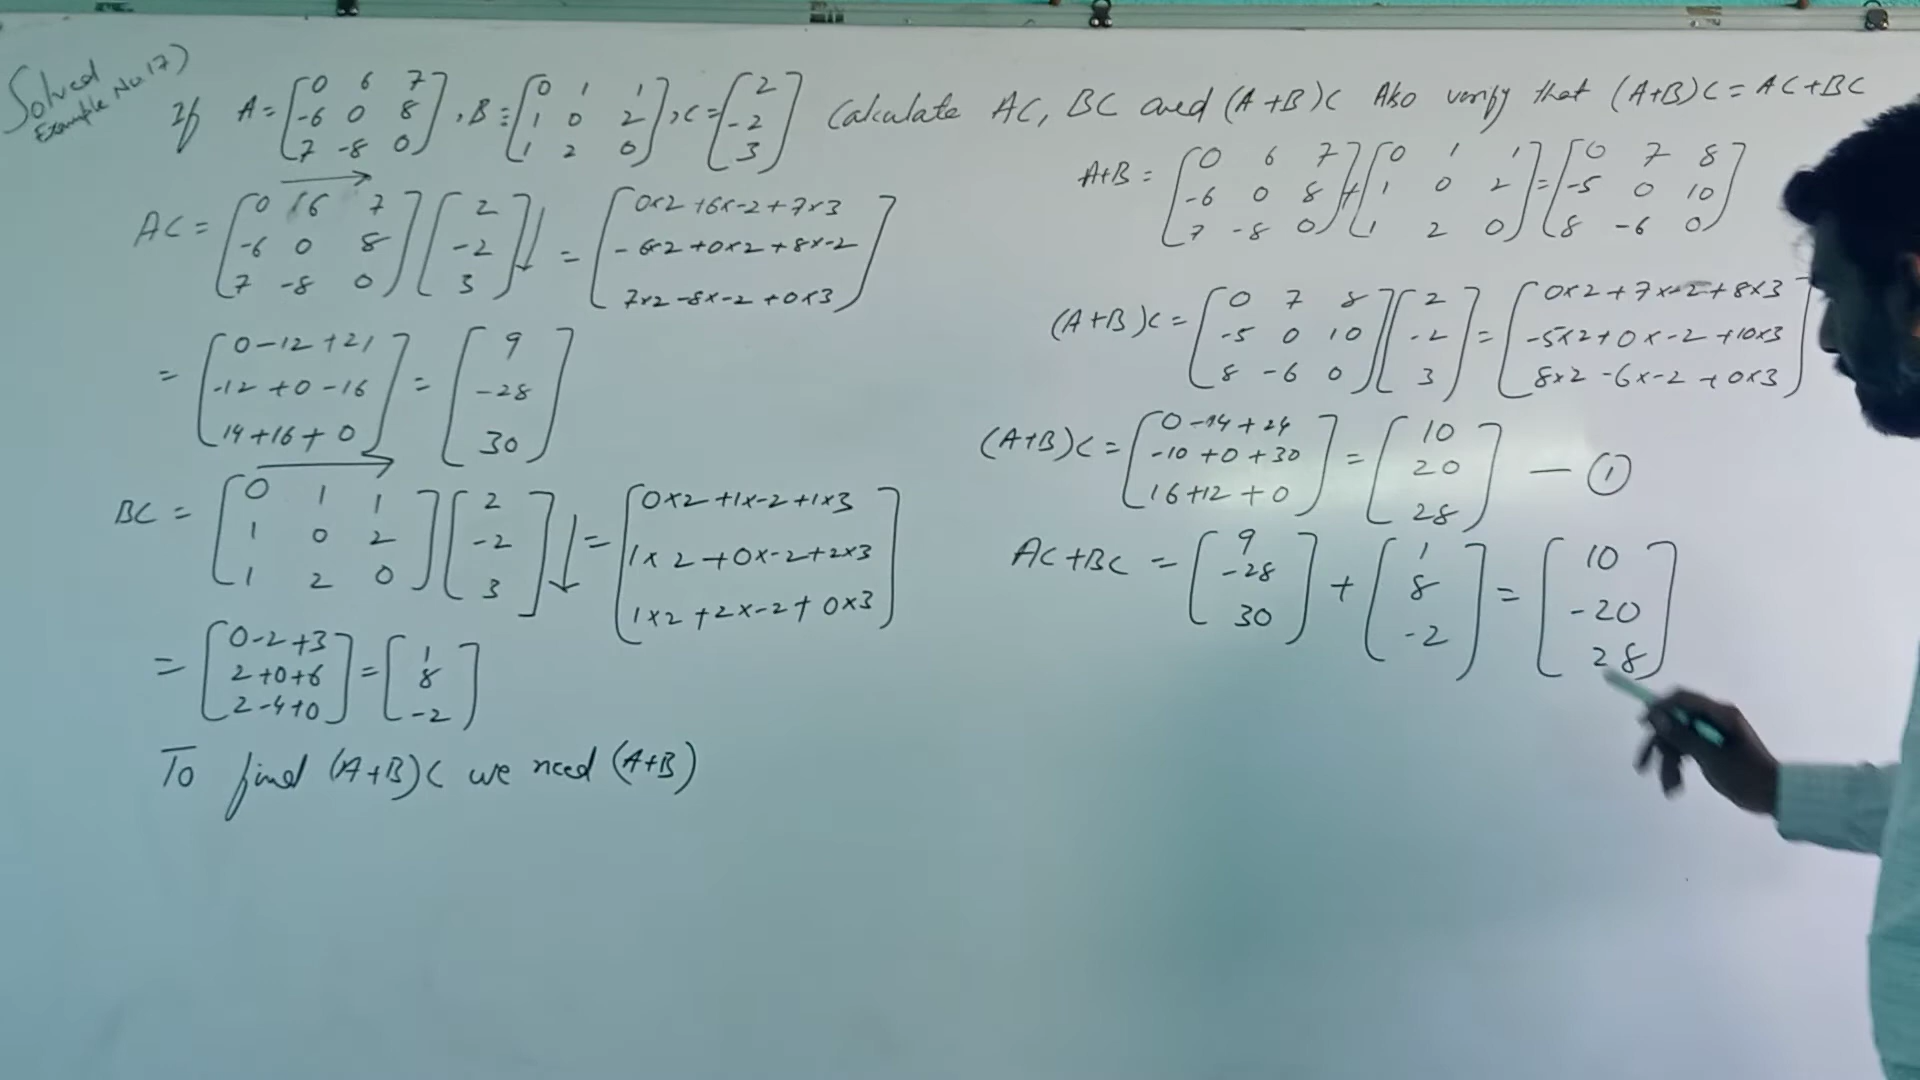 Solved
Example No 17)
If A = [0 6 7; -6 0 8; 7 -8 0], B = [0 1 1; 1 0 2; 1 2 0], C = [2; -2; 3] Calculate AC, BC and (A+B)C Also verify that (A+B)C = AC+BC
AC = [0 6 7; -6 0 8; 7 -8 0] [2; -2; 3] = [0×2+6×-2+7×3; -6×2+0×2+8×-2; 7×2-8×-2+0×3]
= [0-12+21; -12+0-16; 14+16+0] = [9; -28; 30]
BC = [0 1 1; 1 0 2; 1 2 0] [2; -2; 3] = [0×2+1×-2+1×3; 1×2+0×-2+2×3; 1×2+2×-2+0×3]
= [0-2+3; 2+0+6; 2-4+0] = [1; 8; -2]
To find (A+B)C we need (A+B)
A+B = [0 6 7; -6 0 8; 7 -8 0] + [0 1 1; 1 0 2; 1 2 0] = [0 7 8; -5 0 10; 8 -6 0]
(A+B)C = [0 7 8; -5 0 10; 8 -6 0] [2; -2; 3] = [0×2+7×-2+8×3; -5×2+0×-2+10×3; 8×2-6×-2+0×3]
(A+B)C = [0-14+24; -10+0+30; 16+12+0] = [10; 20; 28] — ①
AC+BC = [9; -28; 30] + [1; 8; -2] = [10; -20; 28]